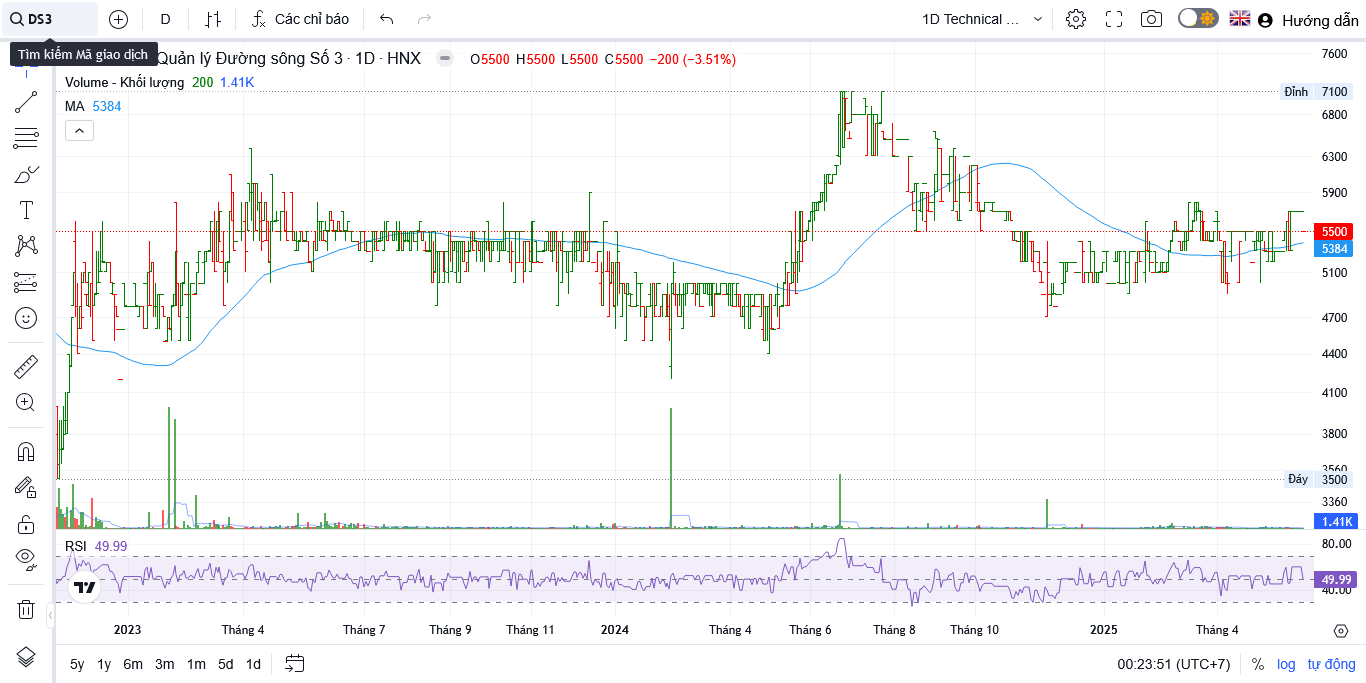 DS3 D Các chỉ báo 1D Technical ... Hướng dẫn
Tìm kiếm Mã giao dịch
Quản lý Đường sông Số 3 · 1D · HNX O5500 H5500 L5500 C5500 −200 (−3.51%)
Volume - Khối lượng 200 1.41K
MA 5384
7600
Đỉnh 7100
6800
6300
5900
5500
5384
5100
4700
4400
4100
3800
3560
Đáy 3500
3360
1.41K
RSI 49.99
80.00
49.99
40.00
2023 Tháng 4 Tháng 7 Tháng 9 Tháng 11 2024 Tháng 4 Tháng 6 Tháng 8 Tháng 10 2025 Tháng 4
5y 1y 6m 3m 1m 5d 1d 00:23:51 (UTC+7) % log tự động